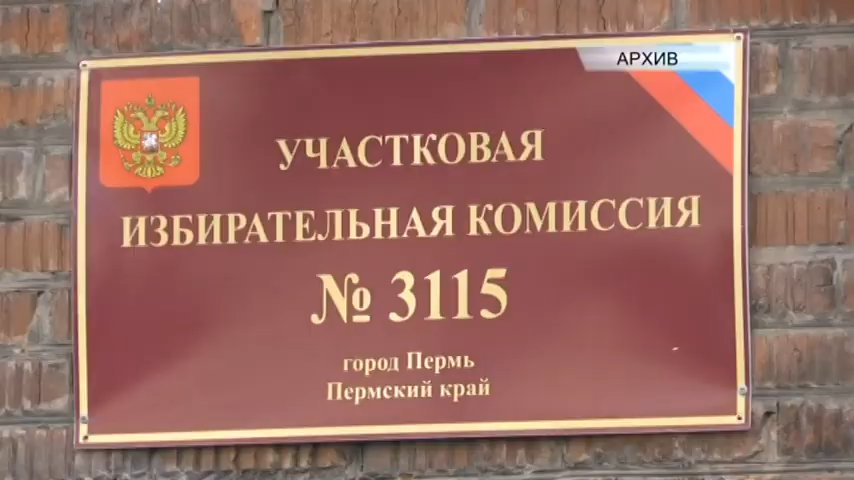 АРХИВ
УЧАСТКОВАЯ
ИЗБИРАТЕЛЬНАЯ КОМИССИЯ
№ 3115
город Пермь
Пермский край